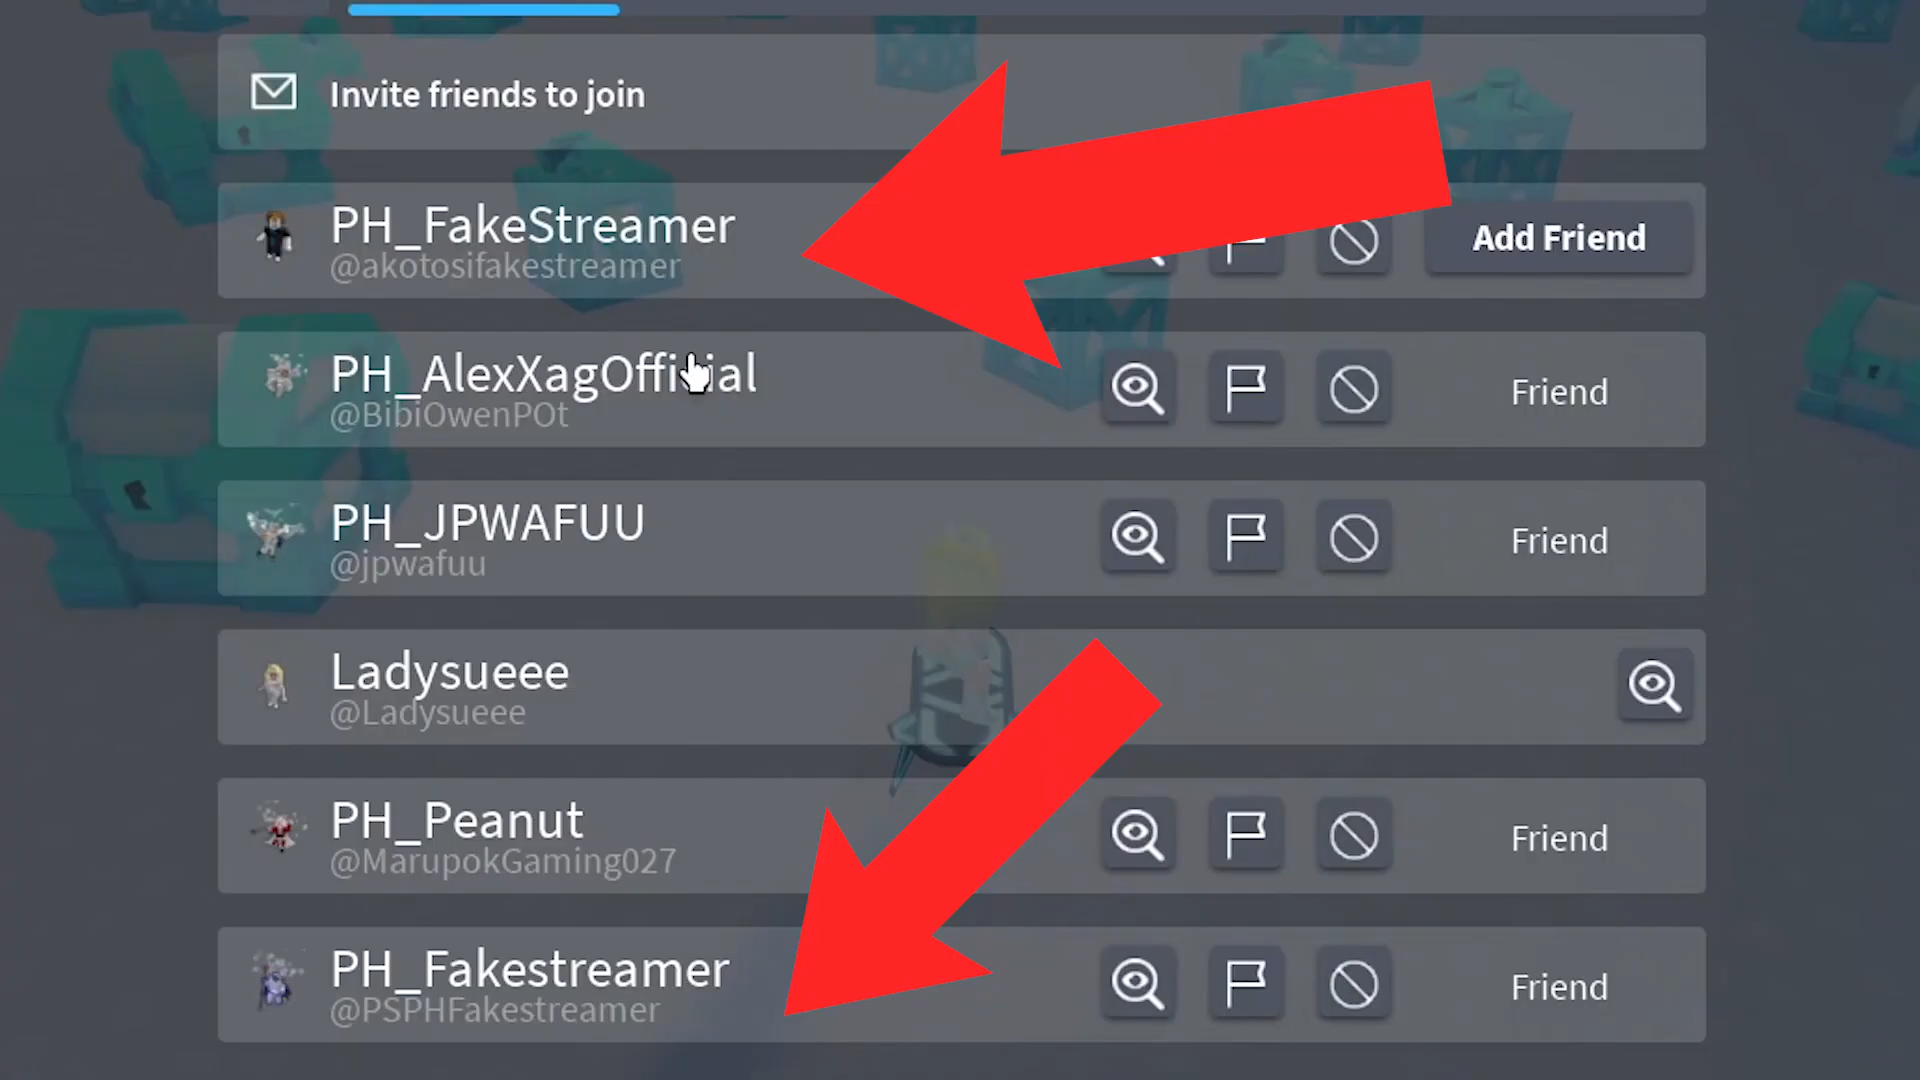 Invite friends to join
PH_FakeStreamer
@akotosifakestreamer
Add Friend
PH_AlexXagOfficial
@BibiOwenPOt
Friend
PH_JPWAFUU
@jpwafuu
Friend
Ladysueee
@Ladysueee
PH_Peanut
@MarupokGaming027
Friend
PH_Fakestreamer
@PSPHFakestreamer
Friend